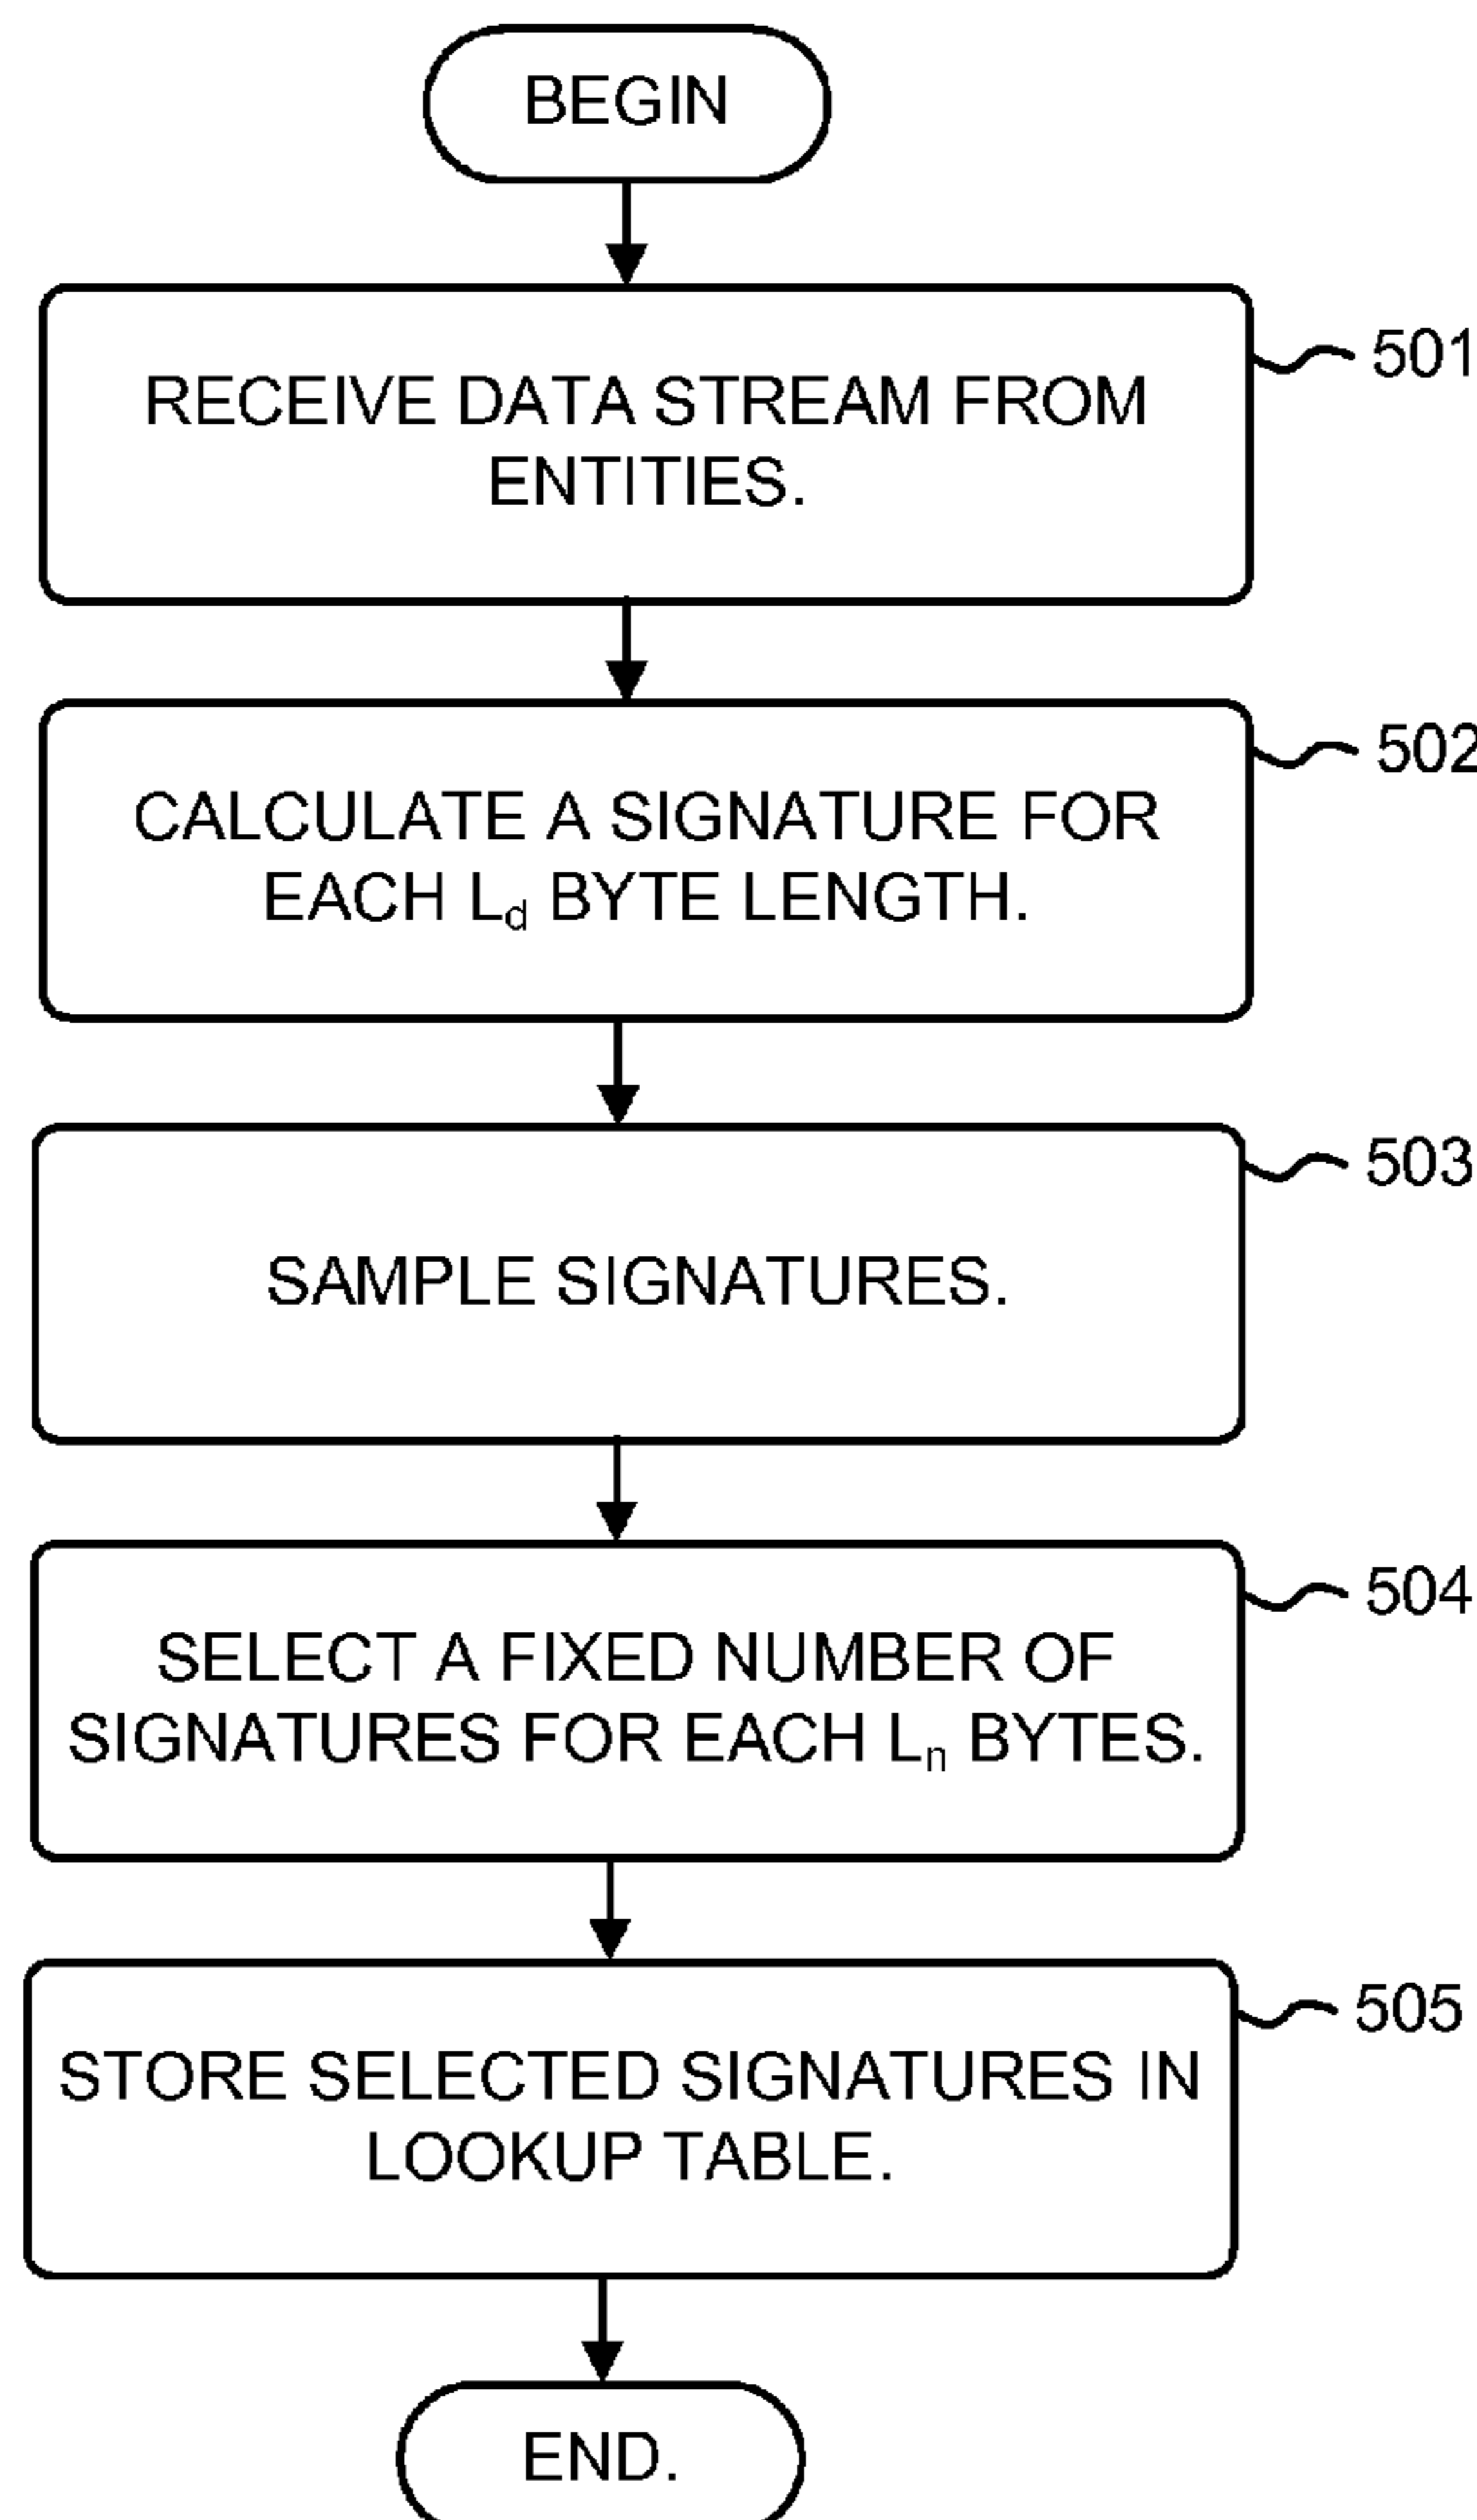 BEGIN
RECEIVE DATA STREAM FROM
ENTITIES.
501
CALCULATE A SIGNATURE FOR
EACH Ld BYTE LENGTH.
502
SAMPLE SIGNATURES.
503
SELECT A FIXED NUMBER OF
SIGNATURES FOR EACH Ln BYTES.
504
STORE SELECTED SIGNATURES IN
LOOKUP TABLE.
505
END.